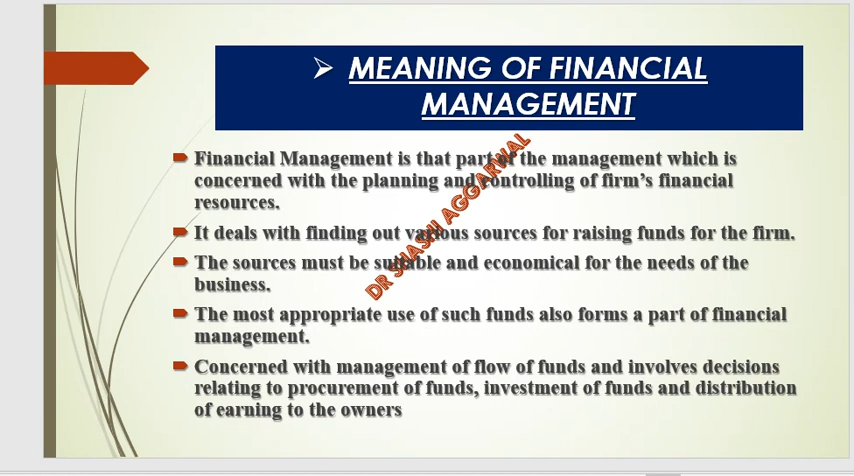 MEANING OF FINANCIAL
MANAGEMENT
Financial Management is that part of the management which is
concerned with the planning and controlling of firm's financial
resources.
It deals with finding out various sources for raising funds for the firm.
The sources must be suitable and economical for the needs of the
business.
The most appropriate use of such funds also forms a part of financial
management.
Concerned with management of flow of funds and involves decisions
relating to procurement of funds, investment of funds and distribution
of earning to the owners
DR SHASHI AGGARWAL